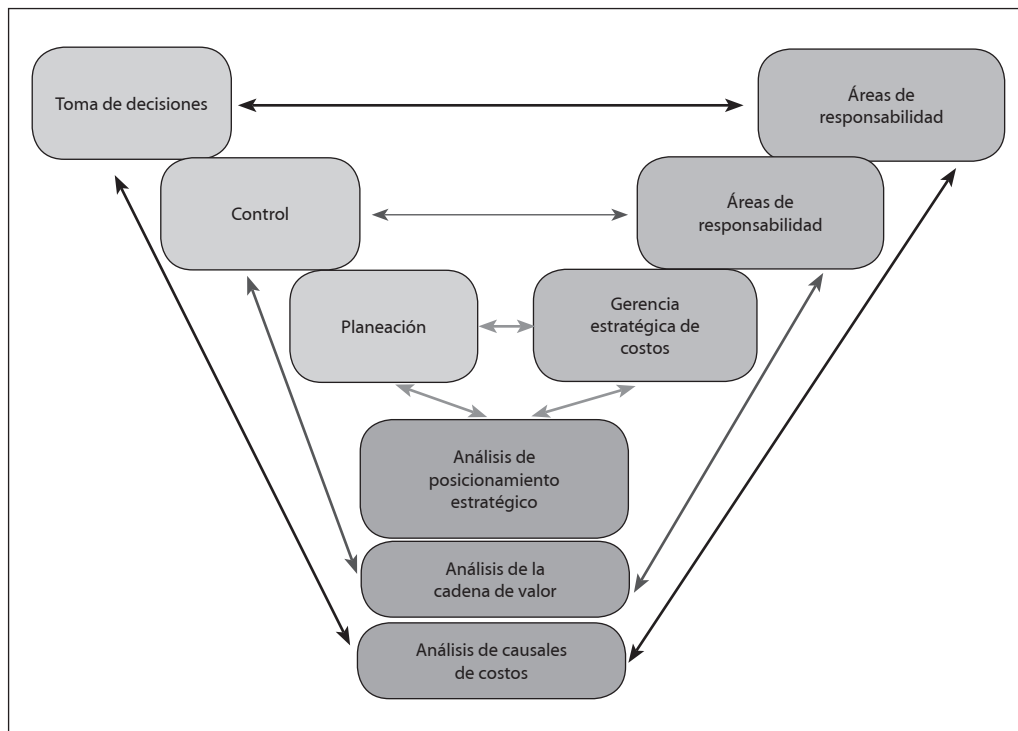 Toma de decisiones
Áreas de
responsabilidad
Control
Áreas de
responsabilidad
Planeación
Gerencia
estratégica de
costos
Análisis de
posicionamiento
estratégico
Análisis de la
cadena de valor
Análisis de causales
de costos